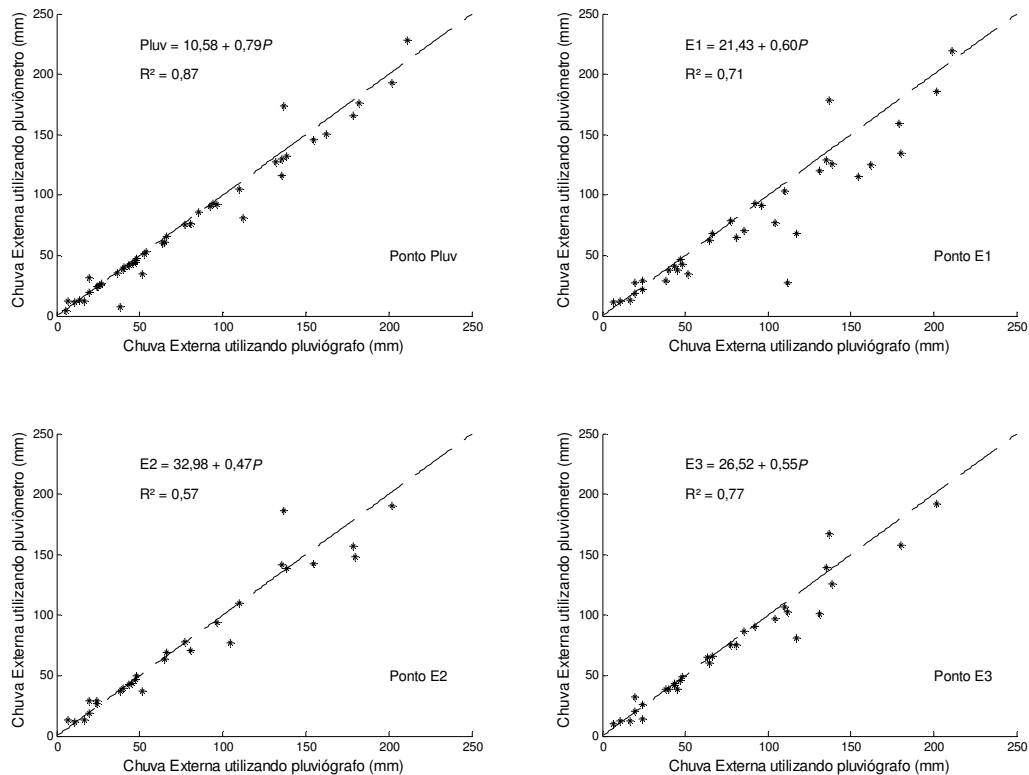 250
200
150
100
50
0
Chuva Externa utilizando pluviômetro (mm)
Pluv = 10,58 + 0,79P
R² = 0,87
Ponto Pluv
0 50 100 150 200 250
Chuva Externa utilizando pluviógrafo (mm)
250
200
150
100
50
0
Chuva Externa utilizando pluviômetro (mm)
E1 = 21,43 + 0,60P
R² = 0,71
Ponto E1
0 50 100 150 200 250
Chuva Externa utilizando pluviógrafo (mm)
250
200
150
100
50
0
Chuva Externa utilizando pluviômetro (mm)
E2 = 32,98 + 0,47P
R² = 0,57
Ponto E2
0 50 100 150 200 250
Chuva Externa utilizando pluviógrafo (mm)
250
200
150
100
50
0
Chuva Externa utilizando pluviômetro (mm)
E3 = 26,52 + 0,55P
R² = 0,77
Ponto E3
0 50 100 150 200 250
Chuva Externa utilizando pluviógrafo (mm)